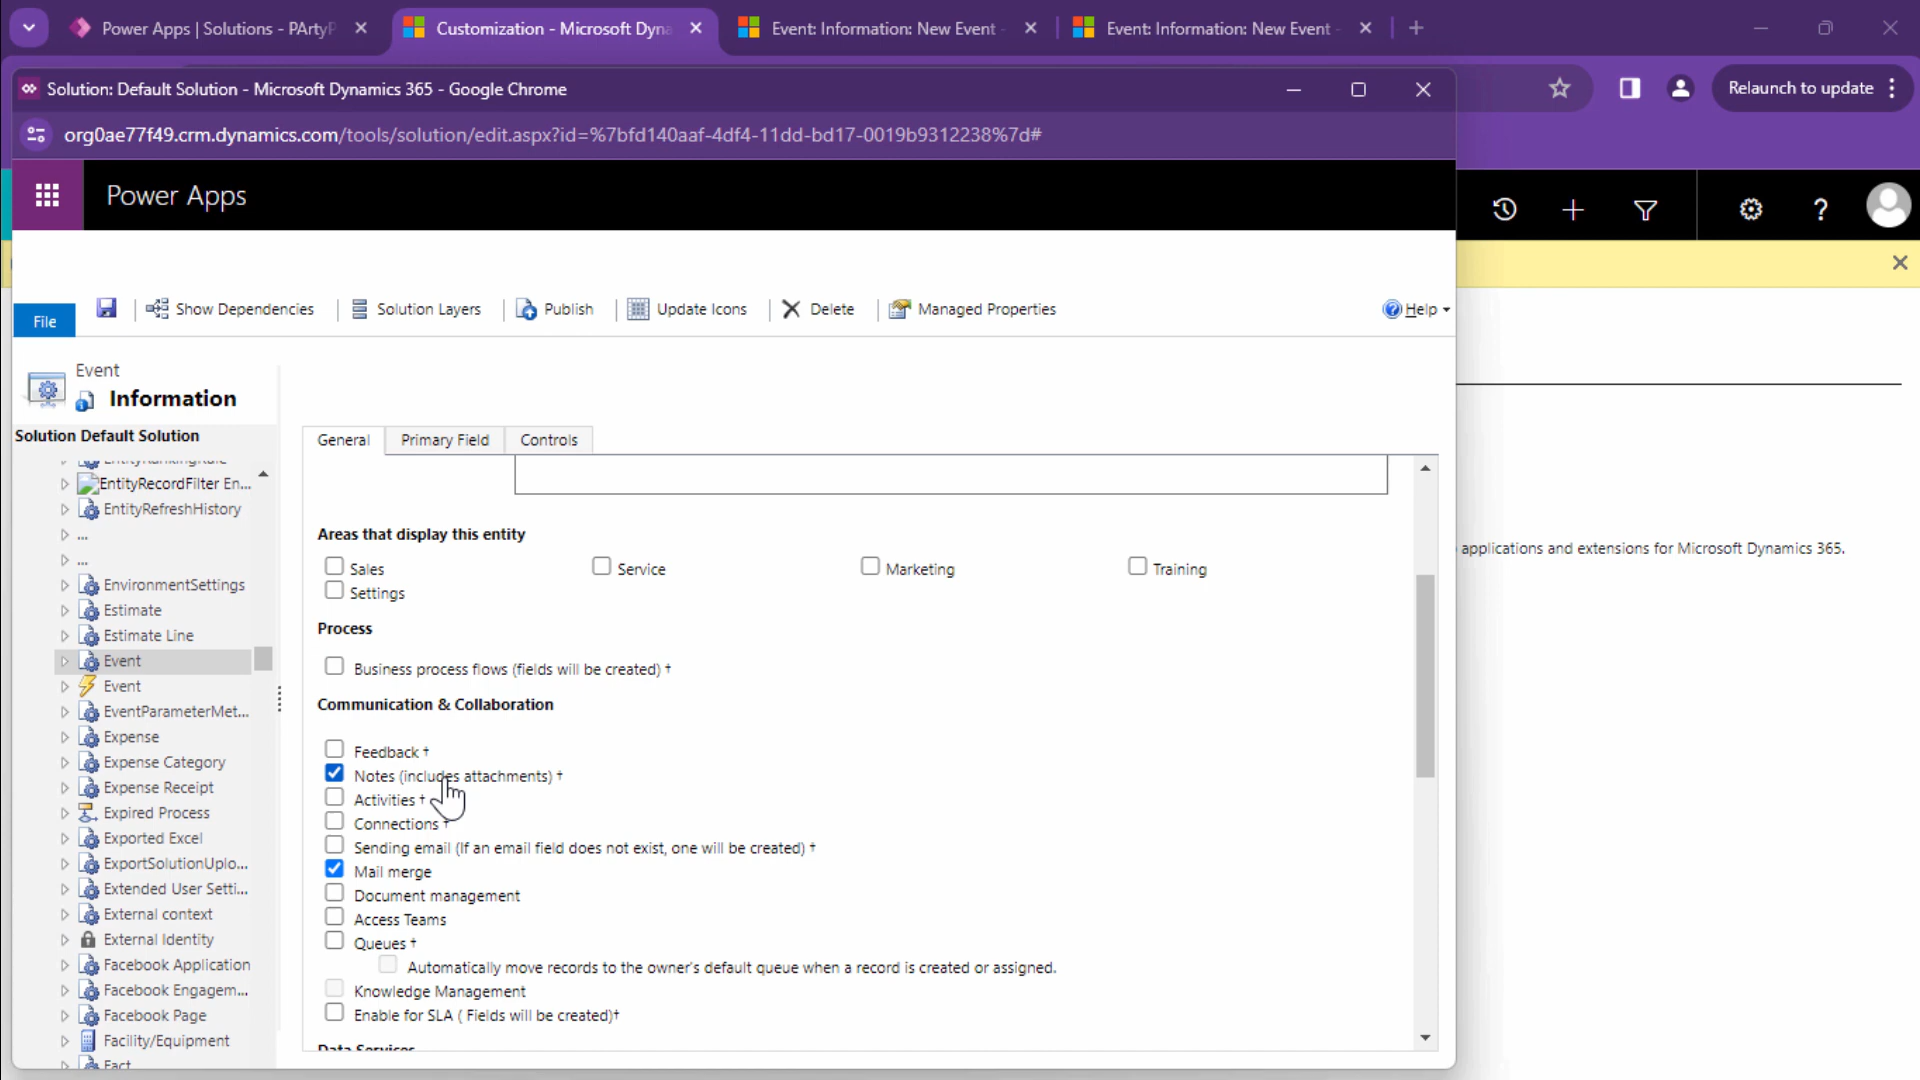 Power Apps | Solutions - PArtyP
Customization - Microsoft Dyna
Event: Information: New Event -
Event: Information: New Event -
Solution: Default Solution - Microsoft Dynamics 365 - Google Chrome
Relaunch to update
org0ae77f49.crm.dynamics.com/tools/solution/edit.aspx?id=%7bfd140aaf-4df4-11dd-bd17-0019b9312238%7d#
Power Apps
File
Show Dependencies
Solution Layers
Publish
Update Icons
Delete
Managed Properties
Help
Event
Information
Solution Default Solution
EntityRankingRule
EntityRecordFilter En...
EntityRefreshHistory
...
...
EnvironmentSettings
Estimate
Estimate Line
Event
Event
EventParameterMet...
Expense
Expense Category
Expense Receipt
Expired Process
Exported Excel
ExportSolutionUplo...
Extended User Setti...
External context
External Identity
Facebook Application
Facebook Engagem...
Facebook Page
Facility/Equipment
Fact
General
Primary Field
Controls
Areas that display this entity
Sales
Service
Marketing
Training
Settings
Process
Business process flows (fields will be created) †
Communication & Collaboration
Feedback †
Notes (includes attachments) †
Activities †
Connections †
Sending email (If an email field does not exist, one will be created) †
Mail merge
Document management
Access Teams
Queues †
Automatically move records to the owner's default queue when a record is created or assigned.
Knowledge Management
Enable for SLA ( Fields will be created)†
Data Services
applications and extensions for Microsoft Dynamics 365.